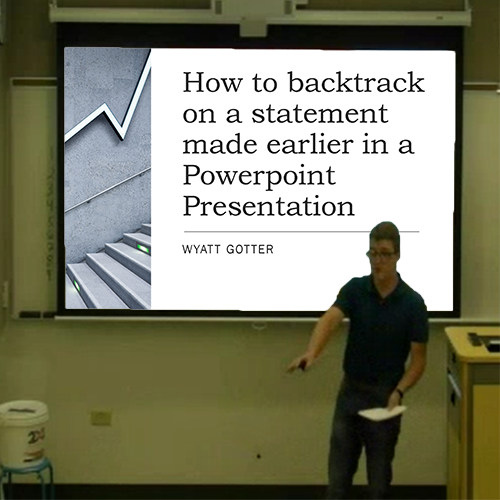 How to backtrack
on a statement
made earlier in a
Powerpoint
Presentation
WYATT GOTTER